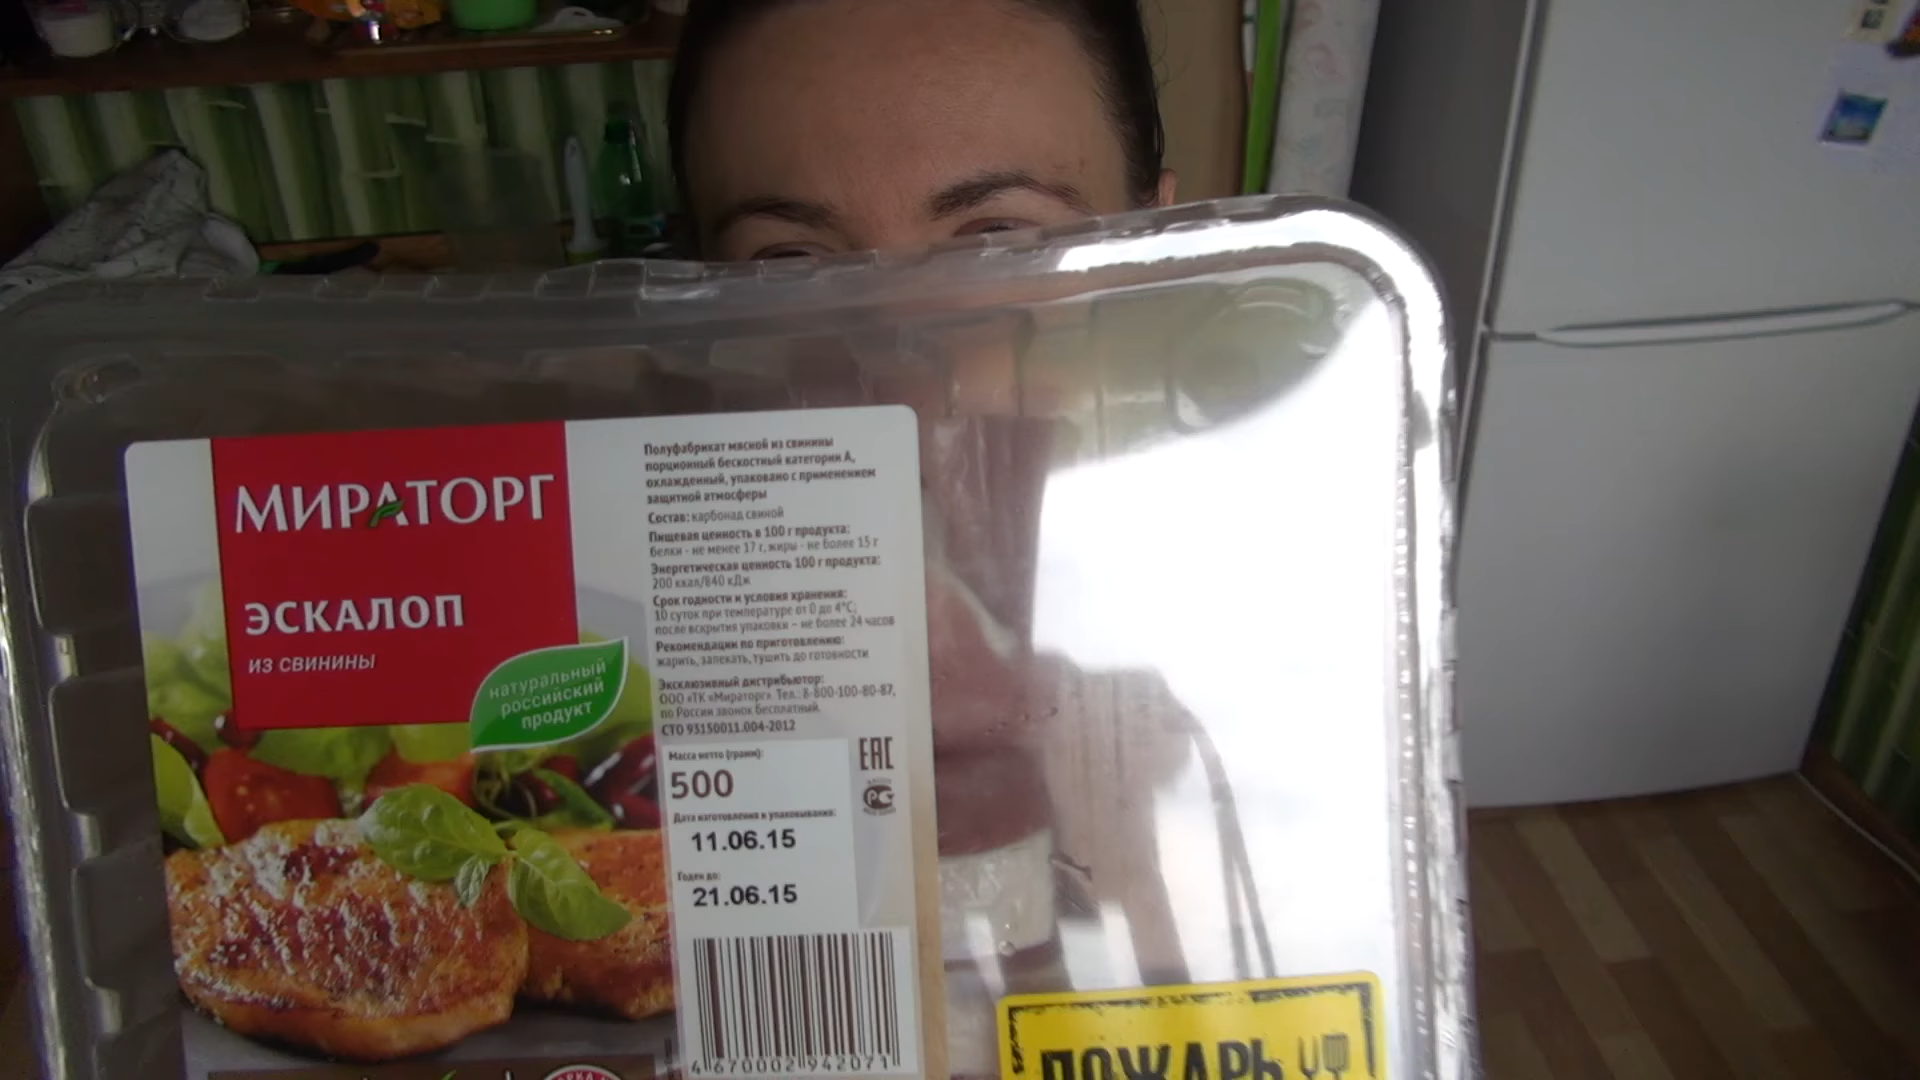 МИРАТОРГ
ЭСКАЛОП
ИЗ СВИНИНЫ
натуральный
российский
продукт
Полуфабрикат мясной из свинины
порционный бескостный категории А,
охлажденный, упаковано с применением
защитной атмосферы
Состав: карбонад свиной
Пищевая ценность в 100 г продукта:
белки - не менее 17 г, жиры - не более 15 г
Энергетическая ценность 100 г продукта:
200 ккал/840 кДж
Срок годности и условия хранения:
10 суток при температуре от 0 до 4°С;
после вскрытия упаковки – не более 24 часов
Рекомендации по приготовлению:
жарить, запекать, тушить до готовности
Эксклюзивный дистрибьютор:
ООО «ТК «Мираторг». Тел.: 8-800-100-80-87,
по России звонок бесплатный.
СТО 93150011.004-2012
Масса нетто (грамм):
500
EAC
Дата изготовления и упаковывания:
11.06.15
Годен до:
21.06.15
4 670002 942071
ПОЖАРЬ